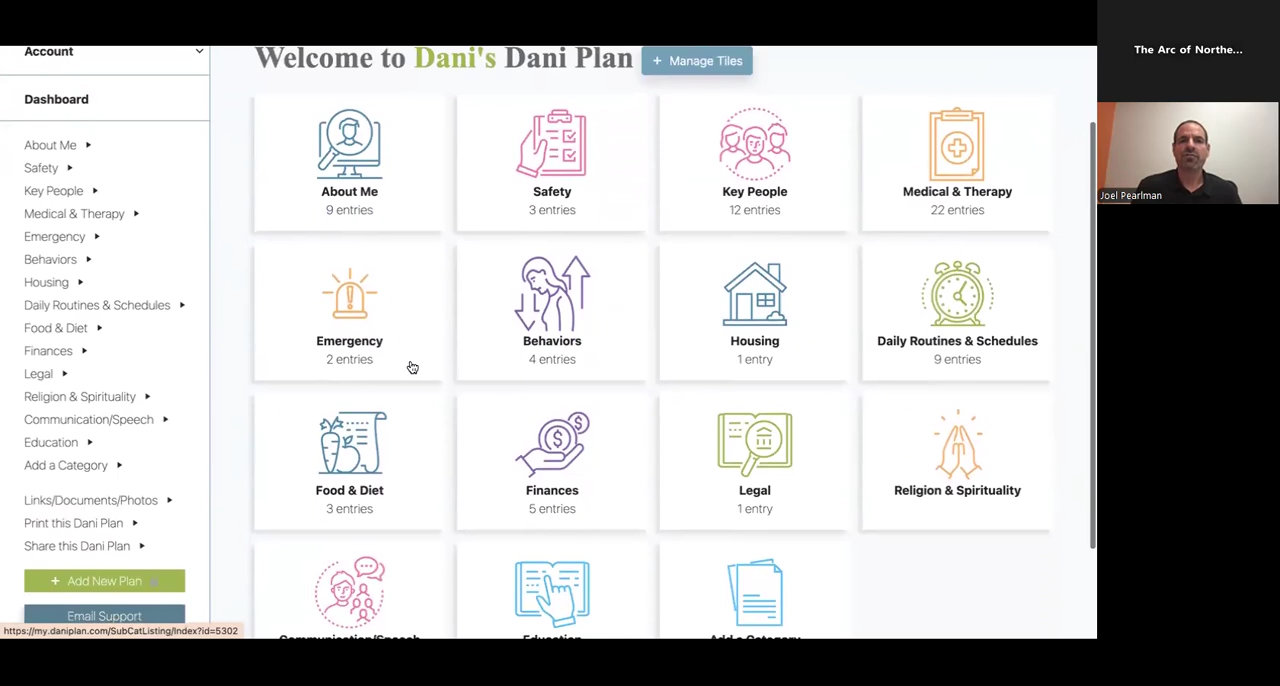 Account
Dashboard
About Me
Safety
Key People
Medical & Therapy
Emergency
Behaviors
Housing
Daily Routines & Schedules
Food & Diet
Finances
Legal
Religion & Spirituality
Communication/Speech
Education
Add a Category
Links/Documents/Photos
Print this Dani Plan
Share this Dani Plan
+ Add New Plan
Email Support
https://my.daniplan.com/SubCatListing/Index?id=5302
Welcome to Dani's Dani Plan
+ Manage Tiles
About Me
9 entries
Safety
3 entries
Key People
12 entries
Medical & Therapy
22 entries
Emergency
2 entries
Behaviors
4 entries
Housing
1 entry
Daily Routines & Schedules
9 entries
Food & Diet
3 entries
Finances
5 entries
Legal
1 entry
Religion & Spirituality
Communication/Speech
Education
Add a Category
The Arc of Northe...
Joel Pearlman